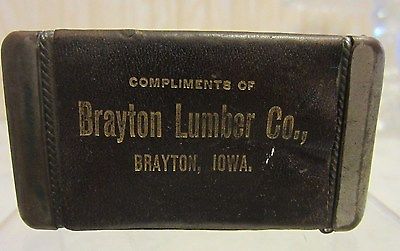 COMPLIMENTS OF
Brayton Lumber Co.,
BRAYTON, IOWA.